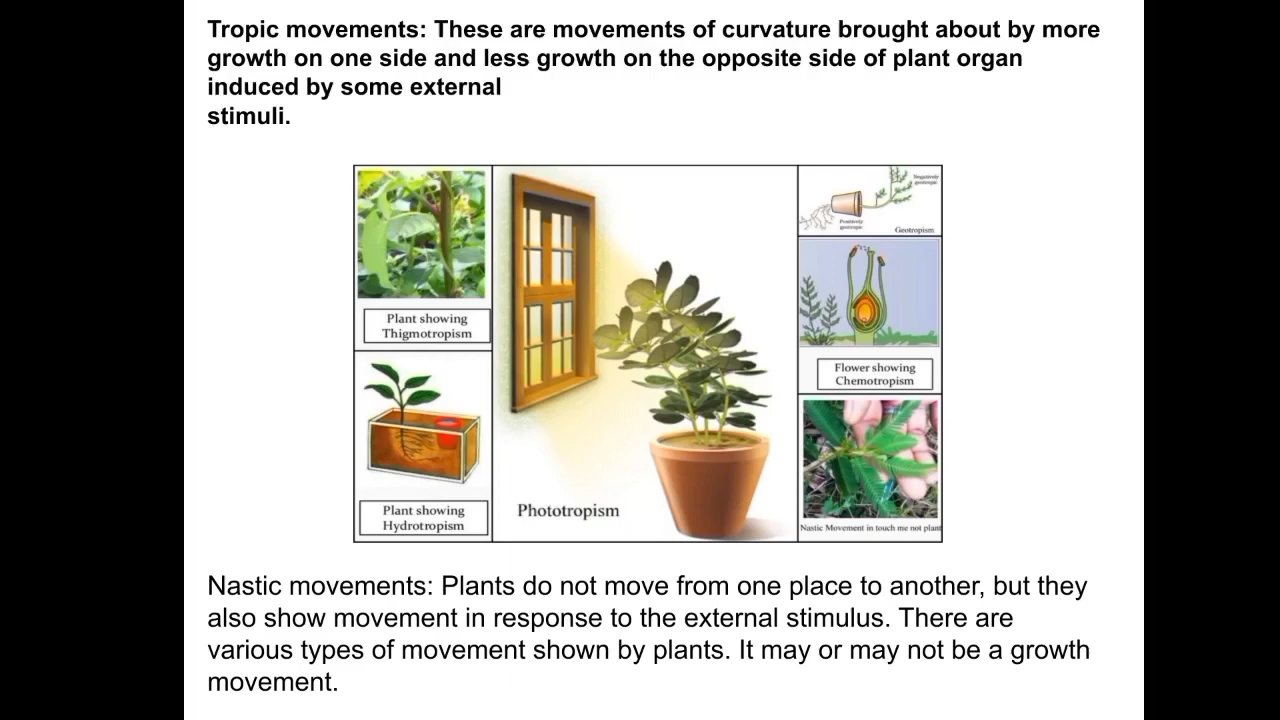 Tropic movements: These are movements of curvature brought about by more
growth on one side and less growth on the opposite side of plant organ
induced by some external
stimuli.
Plant showing
Thigmotropism
Plant showing
Hydrotropism
Phototropism
Negatively
geotropic
Positively
geotropic
Geotropism
Flower showing
Chemotropism
Nastic Movement in touch me not plant
Nastic movements: Plants do not move from one place to another, but they
also show movement in response to the external stimulus. There are
various types of movement shown by plants. It may or may not be a growth
movement.